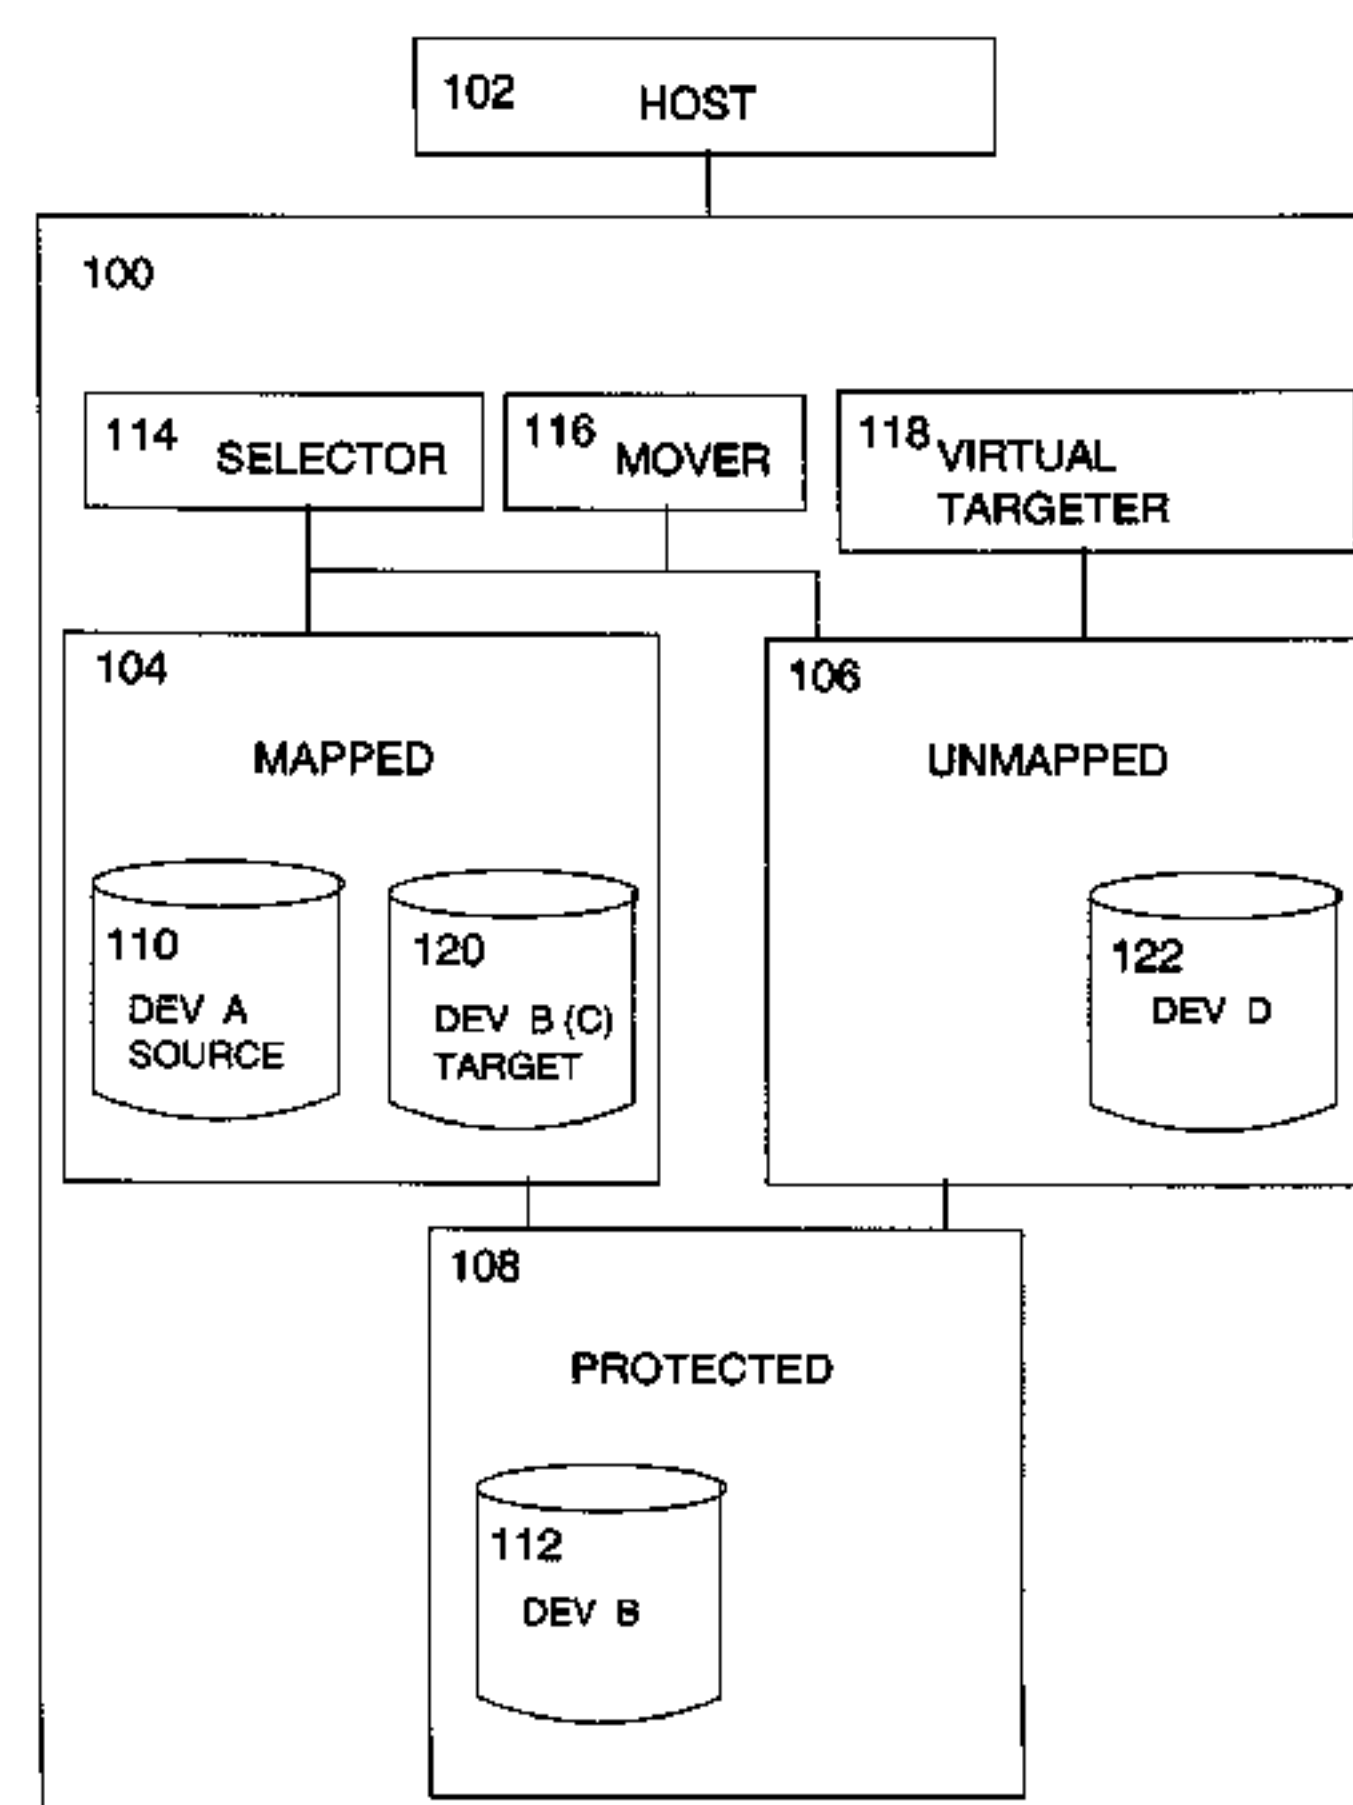 102 HOST
100
114 SELECTOR
116 MOVER
118 VIRTUAL
TARGETER
104
MAPPED
106
UNMAPPED
110
DEV A
SOURCE
120
DEV B (C)
TARGET
122
DEV D
108
PROTECTED
112
DEV B